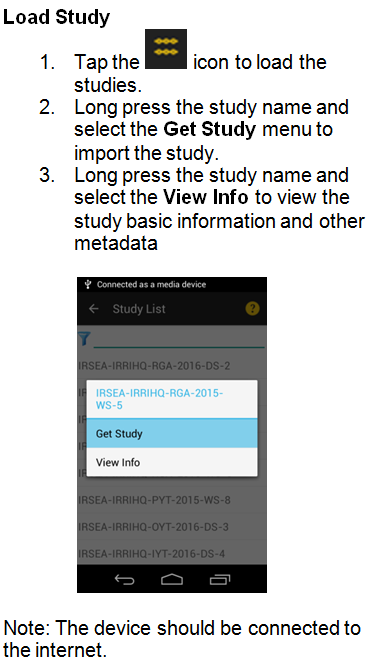 Load Study
1. Tap the icon to load the
studies.
2. Long press the study name and
select the Get Study menu to
import the study.
3. Long press the study name and
select the View Info to view the
study basic information and other
metadata
Connected as a media device
Study List
?
IRSEA-IRRIHQ-RGA-2016-DS-2
IRSEA-IRRIHQ-RGA-2015-
WS-5
Get Study
View Info
IRSEA-IRRIHQ-PYT-2015-WS-8
IRSEA-IRRIHQ-OYT-2016-DS-3
IRSEA-IRRIHQ-IYT-2016-DS-4
Note: The device should be connected to
the internet.